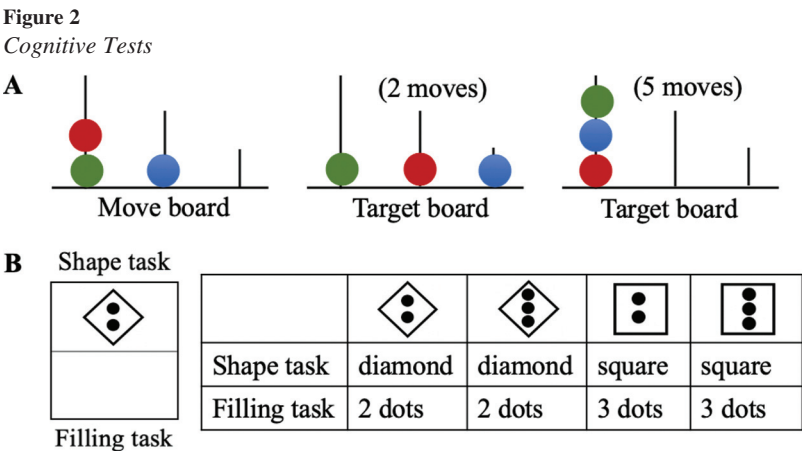 Figure 2
Cognitive Tests
A
(2 moves)
(5 moves)
Move board
Target board
Target board
B
Shape task
Filling task
Shape task diamond diamond square square
Filling task 2 dots 2 dots 3 dots 3 dots